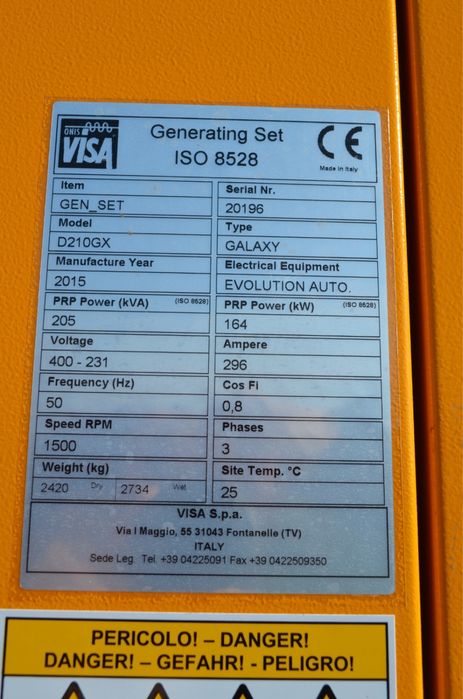 ONIS
VISA
Generating Set
ISO 8528
CE
Made in Italy
Item
GEN_SET
Serial Nr.
20196
Model
D210GX
Type
GALAXY
Manufacture Year
2015
Electrical Equipment
EVOLUTION AUTO.
PRP Power (kVA) (ISO 8528)
205
PRP Power (kW) (ISO 8528)
164
Voltage
400 - 231
Ampere
296
Frequency (Hz)
50
Cos Fi
0,8
Speed RPM
1500
Phases
3
Weight (kg)
2420 Dry 2734 Wet
Site Temp. °C
25
VISA S.p.a.
Via I Maggio, 55 31043 Fontanelle (TV)
ITALY
Sede Leg. Tel. +39 04225091 Fax +39 0422509350
PERICOLO! – DANGER!
DANGER! – GEFAHR! - PELIGRO!